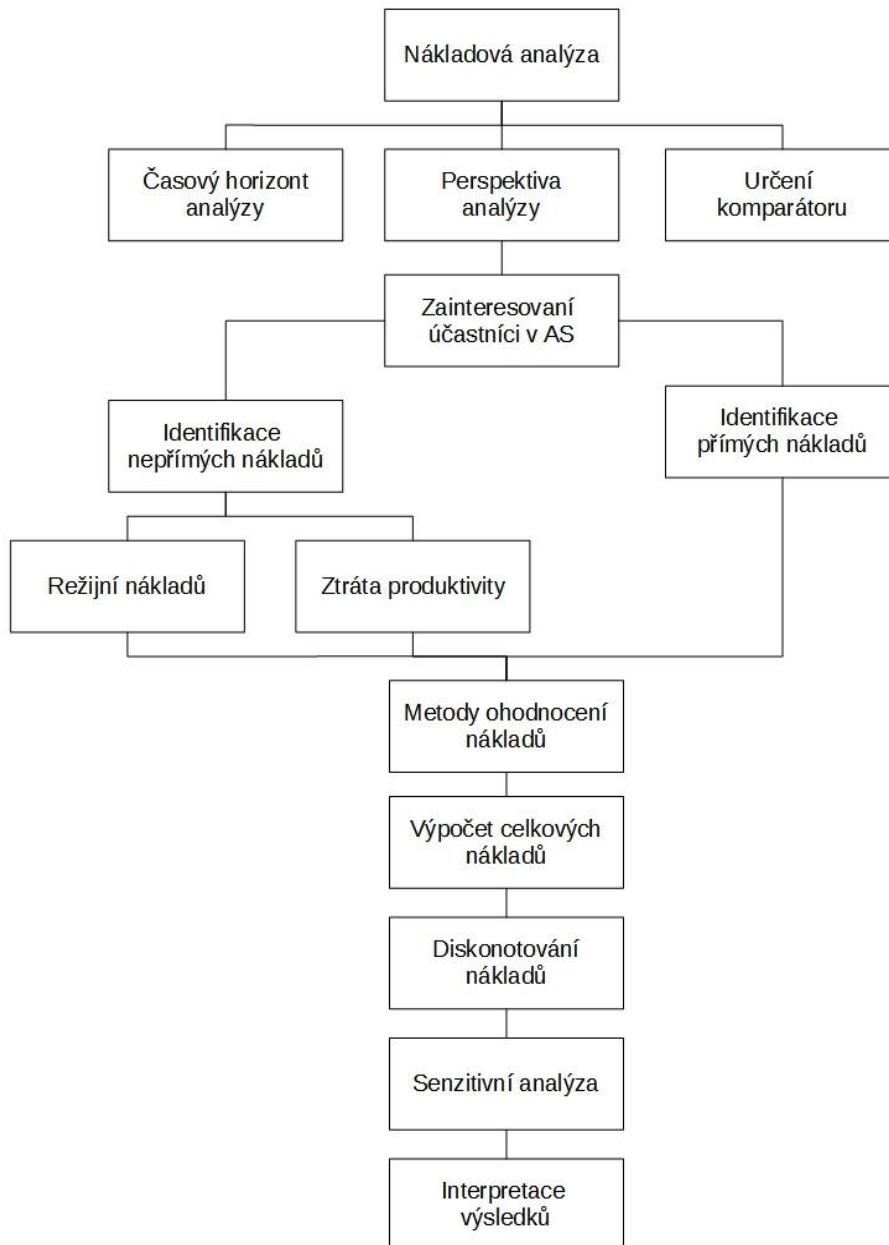 Nákladová analýza
Časový horizont
analýzy
Perspektiva
analýzy
Určení
komparátoru
Zainteresovaní
účastníci v AS
Identifikace
nepřímých nákladů
Identifikace
přímých nákladů
Režijní nákladů
Ztráta produktivity
Metody ohodnocení
nákladů
Výpočet celkových
nákladů
Diskonotování
nákladů
Senzitivní analýza
Interpretace
výsledků